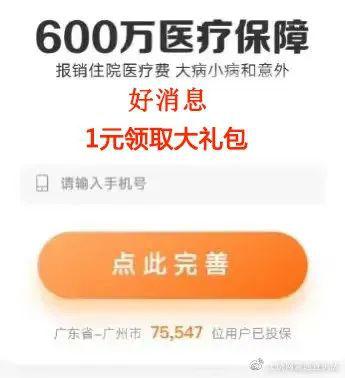 600万医疗保障
报销住院医疗费 大病小病和意外
好消息
1元领取大礼包
请输入手机号
点此完善
广东省-广州市 75,547 位用户已投保